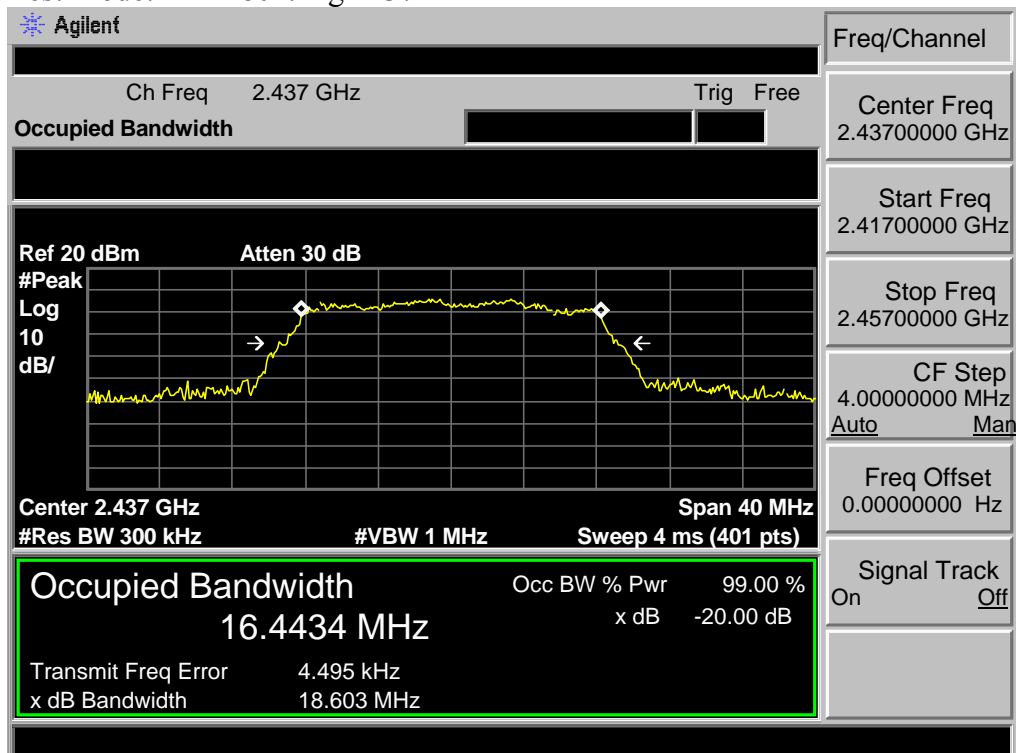 Agilent
Freq/Channel
Ch Freq 2.437 GHz Trig Free
Occupied Bandwidth
Center Freq
2.43700000 GHz
Start Freq
2.41700000 GHz
Ref 20 dBm Atten 30 dB
#Peak
Log
10
dB/
Stop Freq
2.45700000 GHz
CF Step
4.00000000 MHz
Auto Man
Center 2.437 GHz Span 40 MHz
#Res BW 300 kHz #VBW 1 MHz Sweep 4 ms (401 pts)
Freq Offset
0.00000000 Hz
Occupied Bandwidth Occ BW % Pwr 99.00 %
16.4434 MHz x dB -20.00 dB
Transmit Freq Error 4.495 kHz
x dB Bandwidth 18.603 MHz
Signal Track
On Off